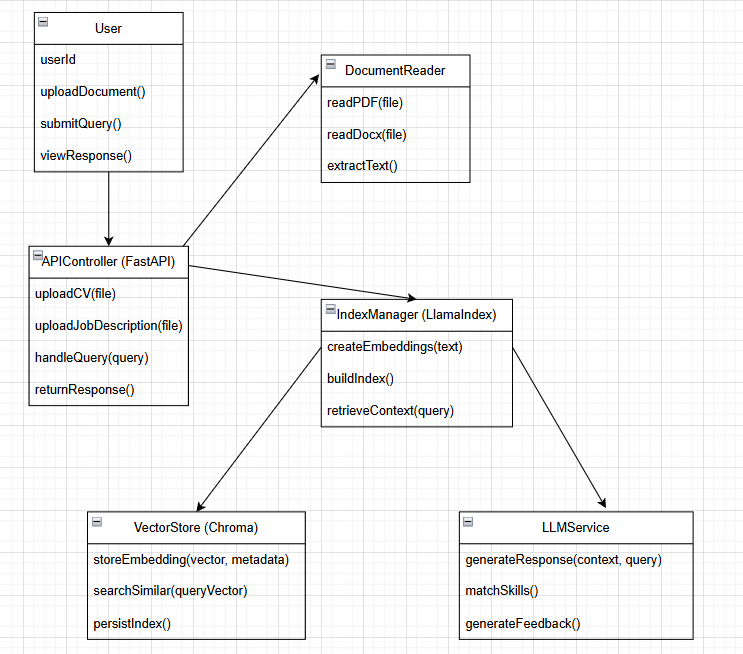 User
userId
uploadDocument()
submitQuery()
viewResponse()
DocumentReader
readPDF(file)
readDocx(file)
extractText()
APIController (FastAPI)
uploadCV(file)
uploadJobDescription(file)
handleQuery(query)
returnResponse()
IndexManager (LlamaIndex)
createEmbeddings(text)
buildIndex()
retrieveContext(query)
VectorStore (Chroma)
storeEmbedding(vector, metadata)
searchSimilar(queryVector)
persistIndex()
LLMService
generateResponse(context, query)
matchSkills()
generateFeedback()